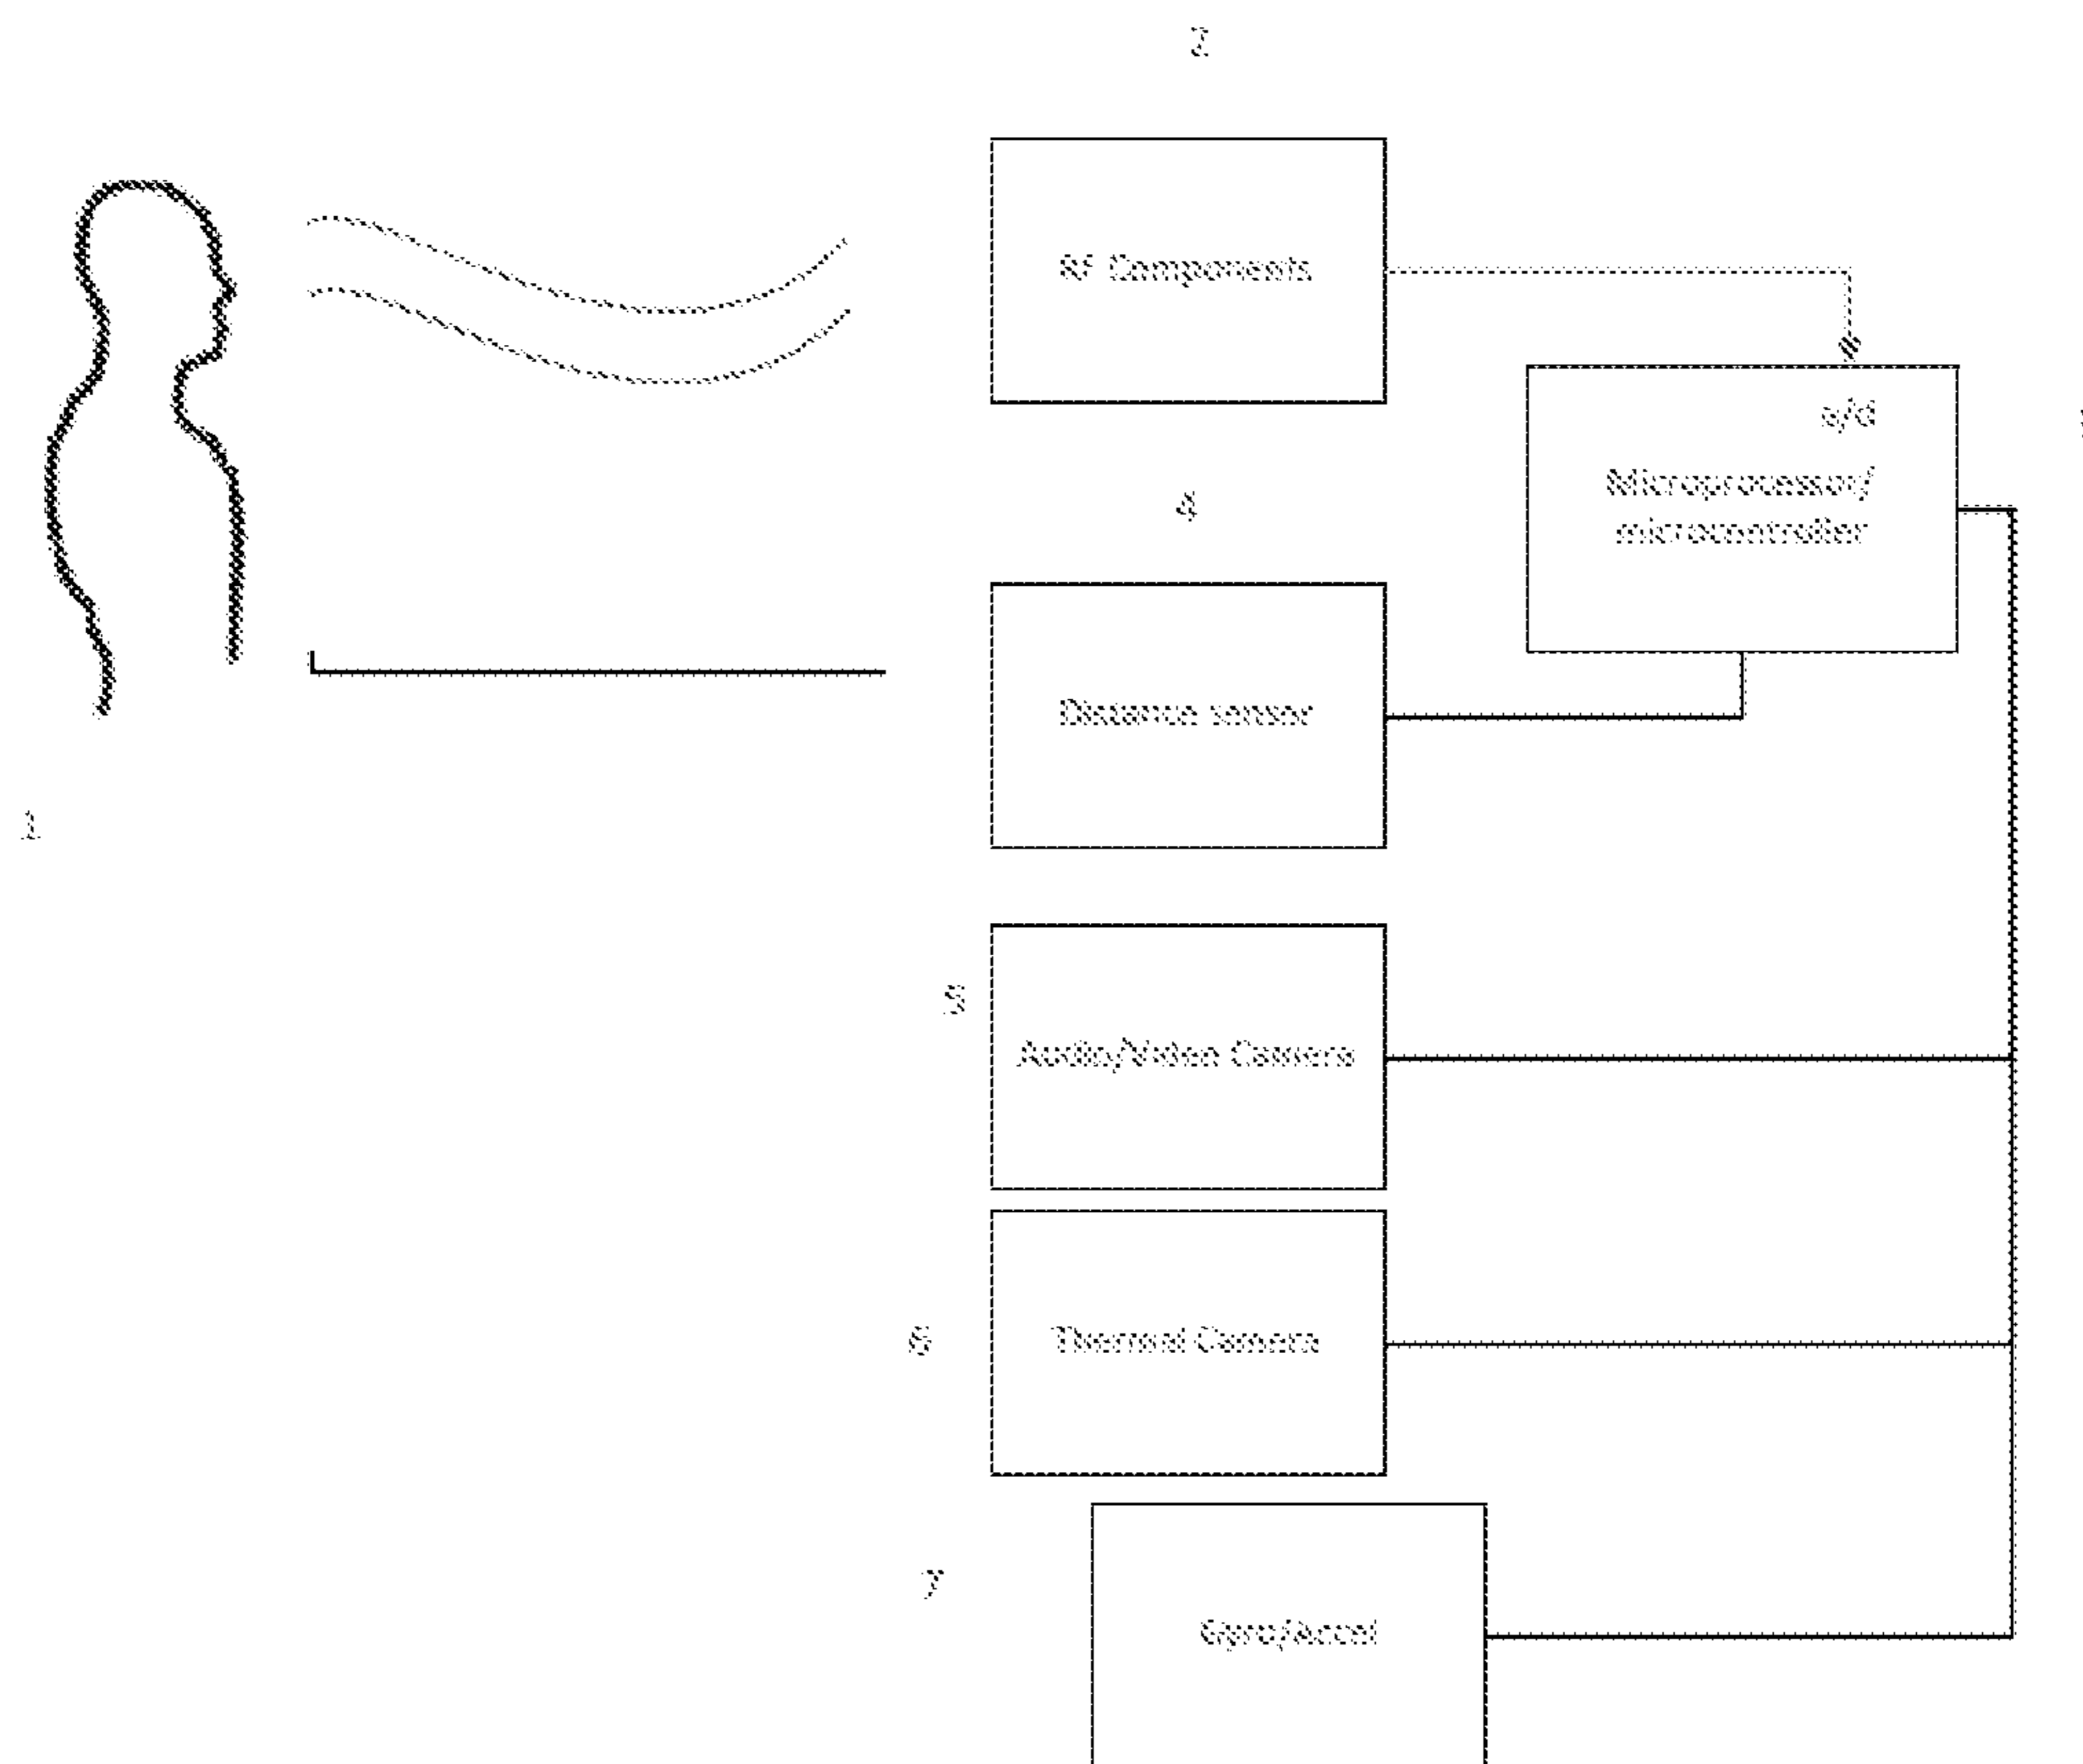 2
RF Components
a/d
Microprocessor/
microcontroller
4
Distance sensor
1
5
Audio/Video Camera
6
Thermal Camera
7
Gyro/Accel